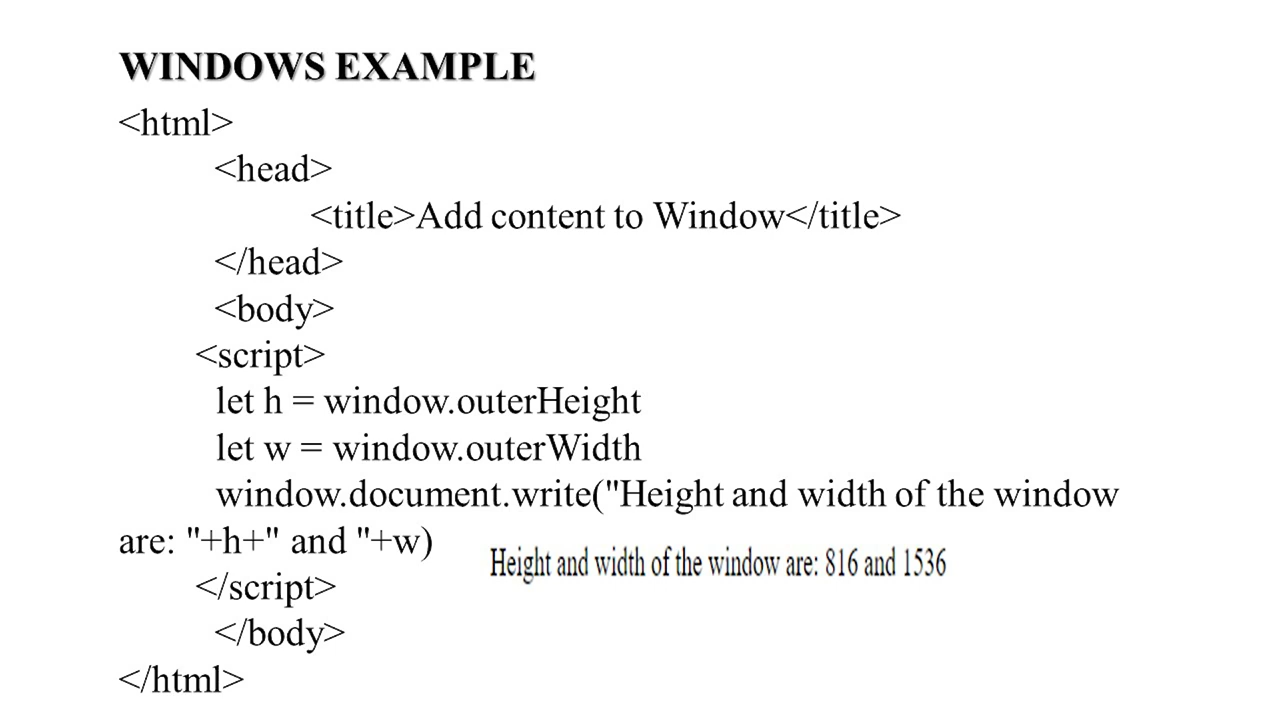 WINDOWS EXAMPLE
<html>
<head>
<title>Add content to Window</title>
</head>
<body>
<script>
let h = window.outerHeight
let w = window.outerWidth
window.document.write("Height and width of the window
are: "+h+" and "+w)
Height and width of the window are: 816 and 1536
</script>
</body>
</html>